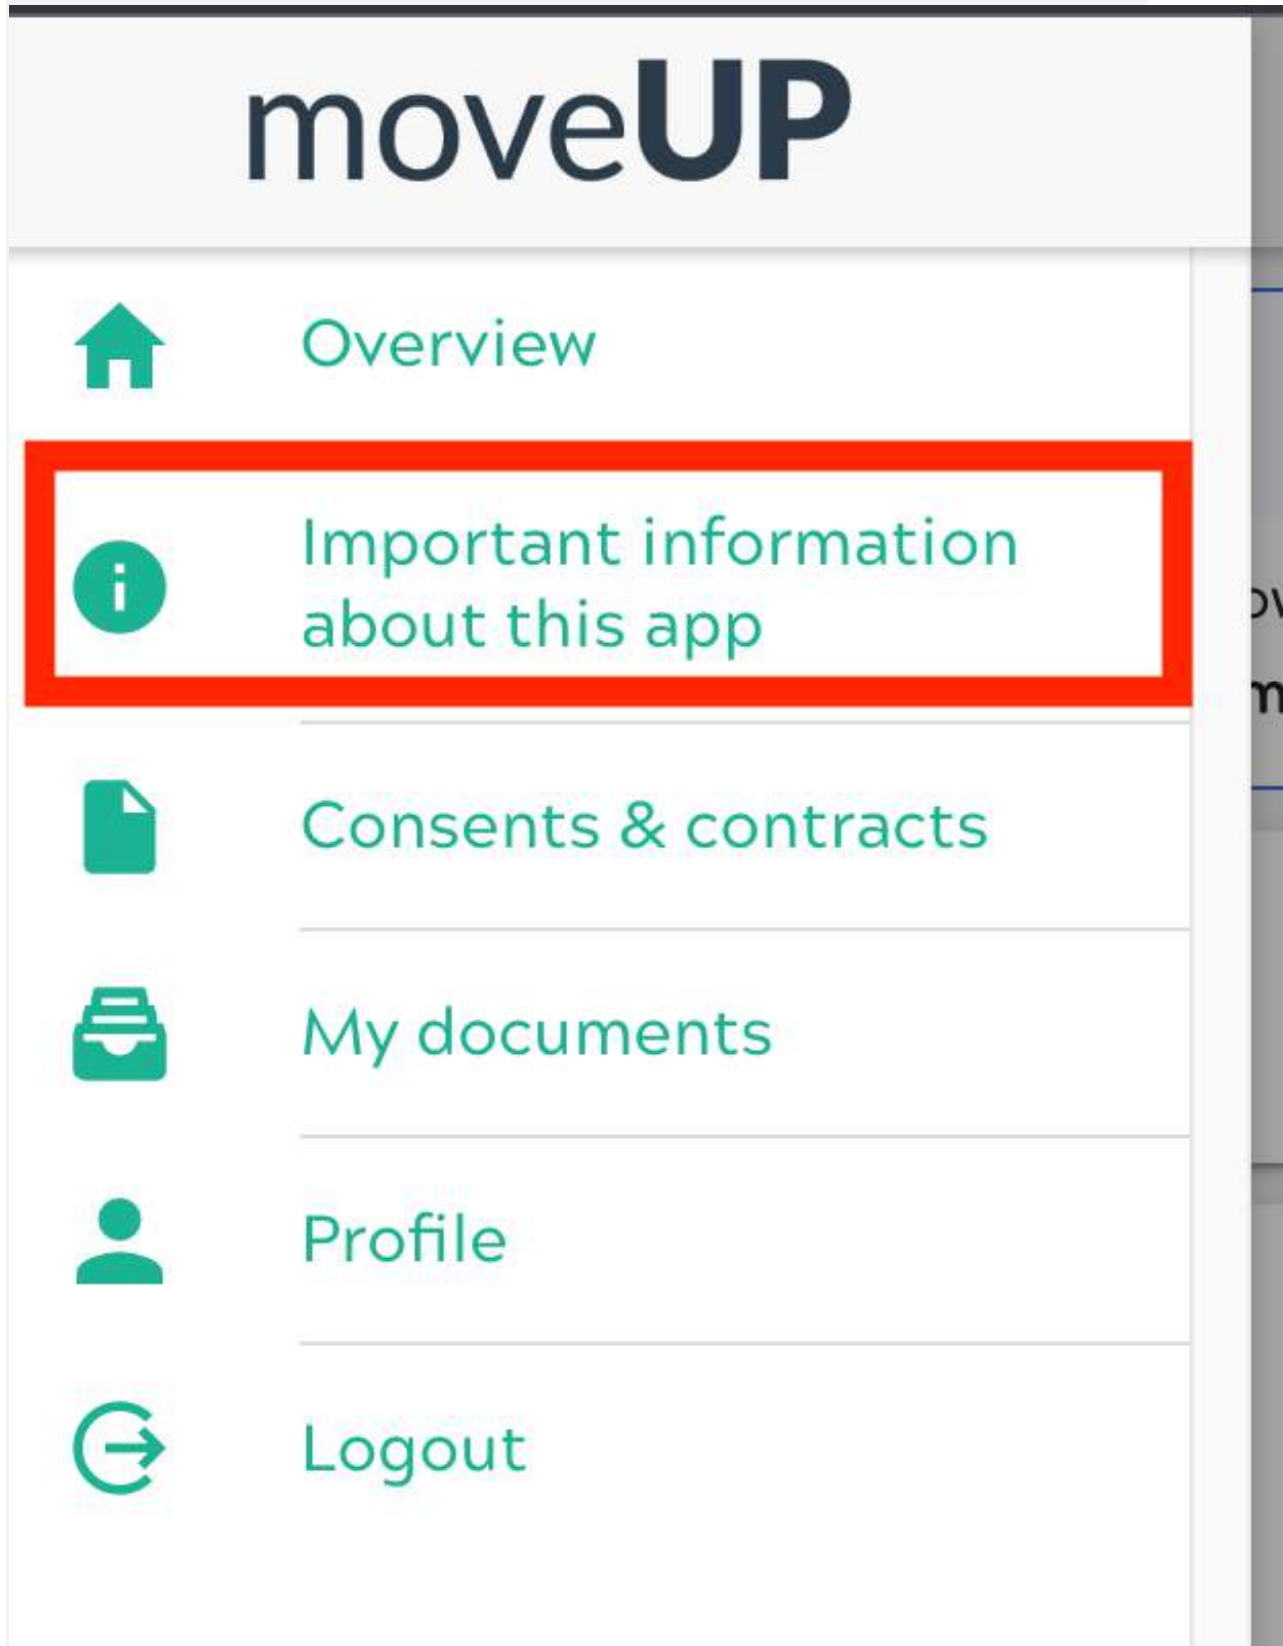 moveUP
Overview
Important information
about this app
Consents & contracts
My documents
Profile
Logout